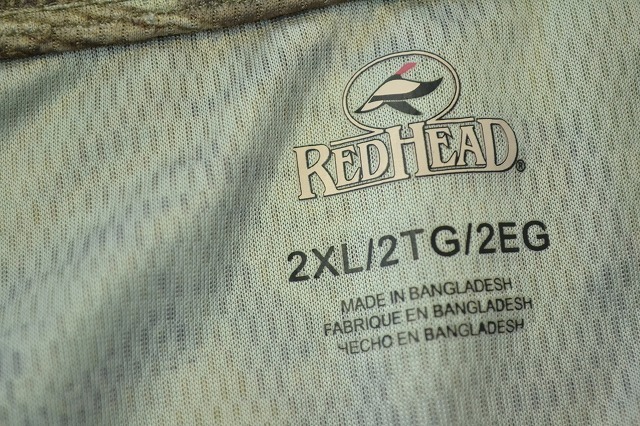 REDHEAD®
2XL/2TG/2EG
MADE IN BANGLADESH
FABRIQUE EN BANGLADESH
HECHO EN BANGLADESH